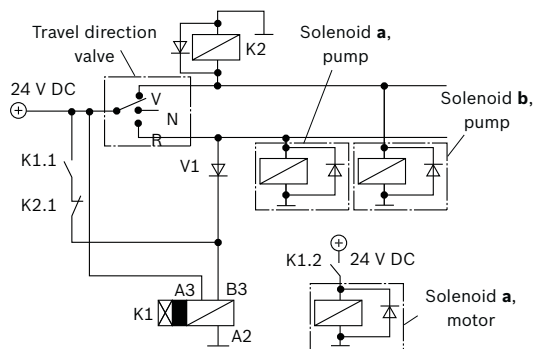 Travel direction
valve
K2
Solenoid a,
pump
24 V DC
V
N
R
Solenoid b,
pump
K1.1
V1
K2.1
K1.2
24 V DC
A3
B3
K1
A2
Solenoid a,
motor